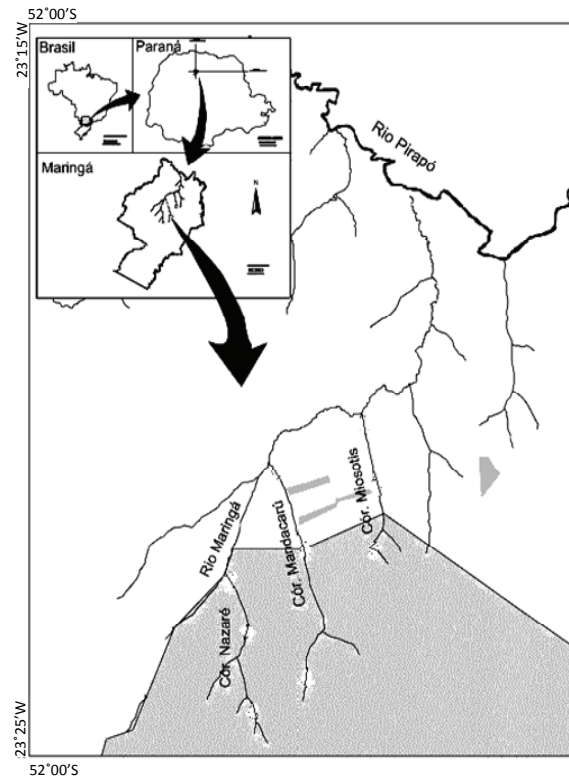 52°00'S
23°15'W
Brasil
Paraná
Maringá
N
Rio Pirapó
Rio Maringá
Cór. Nazaré
Cór. Mandacarú
Cór. Miosotis
23°25'W
52°00'S